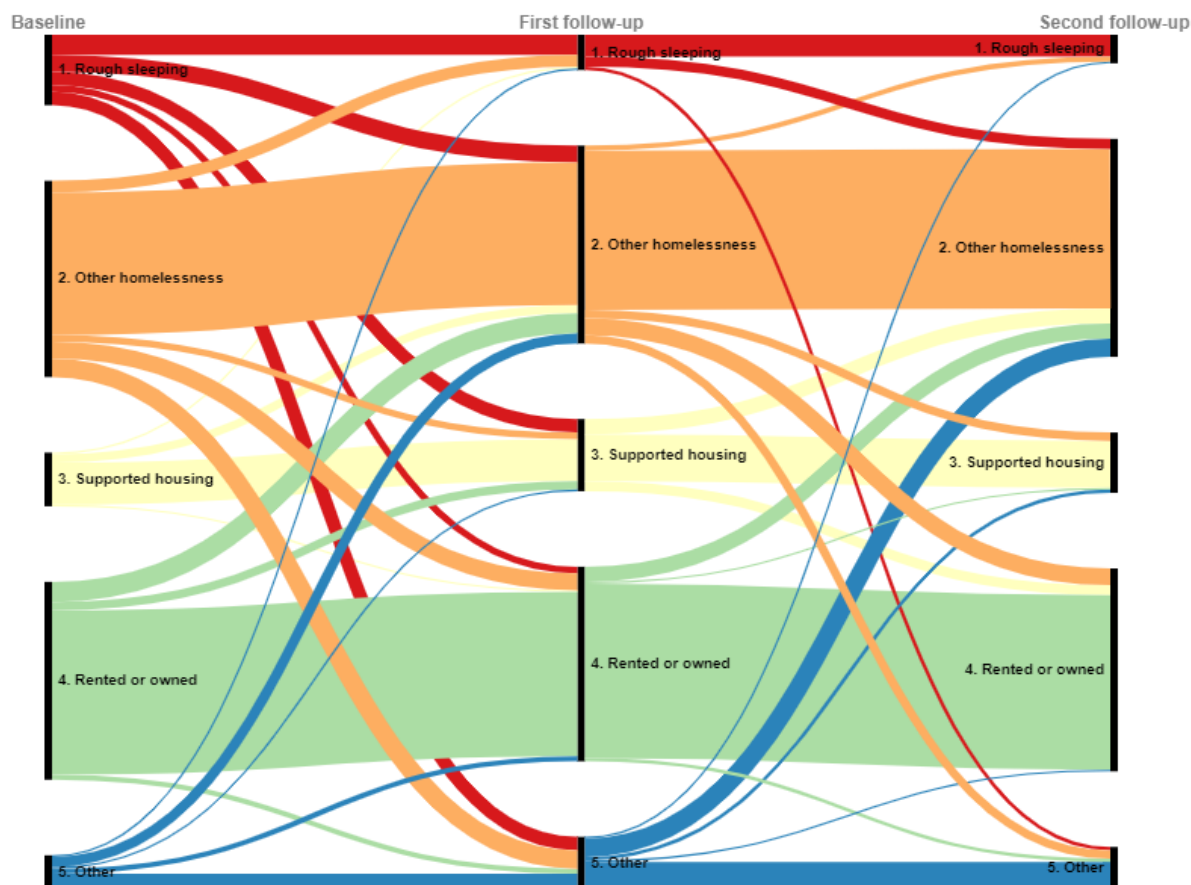 Baseline
First follow-up
Second follow-up
1. Rough sleeping
1. Rough sleeping
1. Rough sleeping
2. Other homelessness
2. Other homelessness
2. Other homelessness
3. Supported housing
3. Supported housing
3. Supported housing
4. Rented or owned
4. Rented or owned
4. Rented or owned
5. Other
5. Other
5. Other